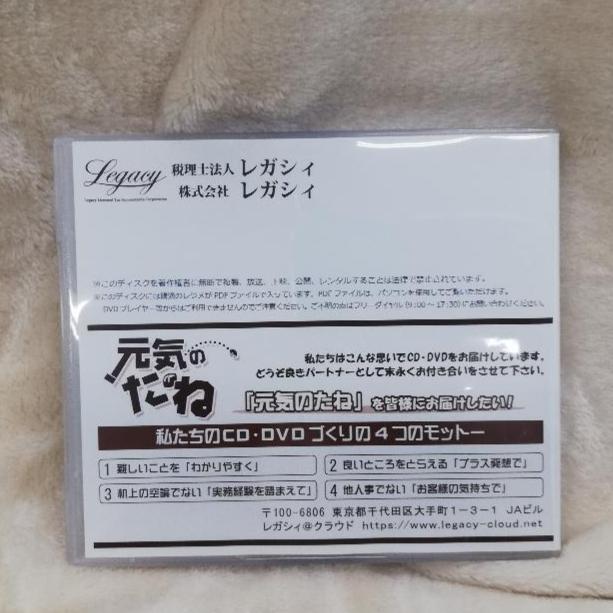 Legacy 税理士法人 レガシィ
Legacy Licensed Tax Accountants Corporation
株式会社 レガシィ
※このディスクを著作権者に無断で複製、放送、上映、公開、レンタルすることは法律で禁止されています。
※このディスクには講演のレジメがPDFファイルで入っています。PDFファイルは、パソコンを使用してご覧いただけます。
DVDプレイヤー等からはご利用できませんのでご注意ください。ご不明の点はフリーダイヤル(9:00〜17:30)にお問い合わせください。
元気の
たね
私たちはこんな思いでCD・DVDをお届けしています。
どうぞ良きパートナーとして末永くお付き合いをさせて下さい。
「元気のたね」を皆様にお届けしたい!
私たちのCD・DVDづくりの4つのモットー
1 難しいことを「わかりやすく」
2 良いところをとらえる「プラス発想で」
3 机上の空論でない「実務経験を踏まえて」
4 他人事でない「お客様の気持ちで」
〒100-6806 東京都千代田区大手町1-3-1 JAビル
レガシィ@クラウド https://www.legacy-cloud.net